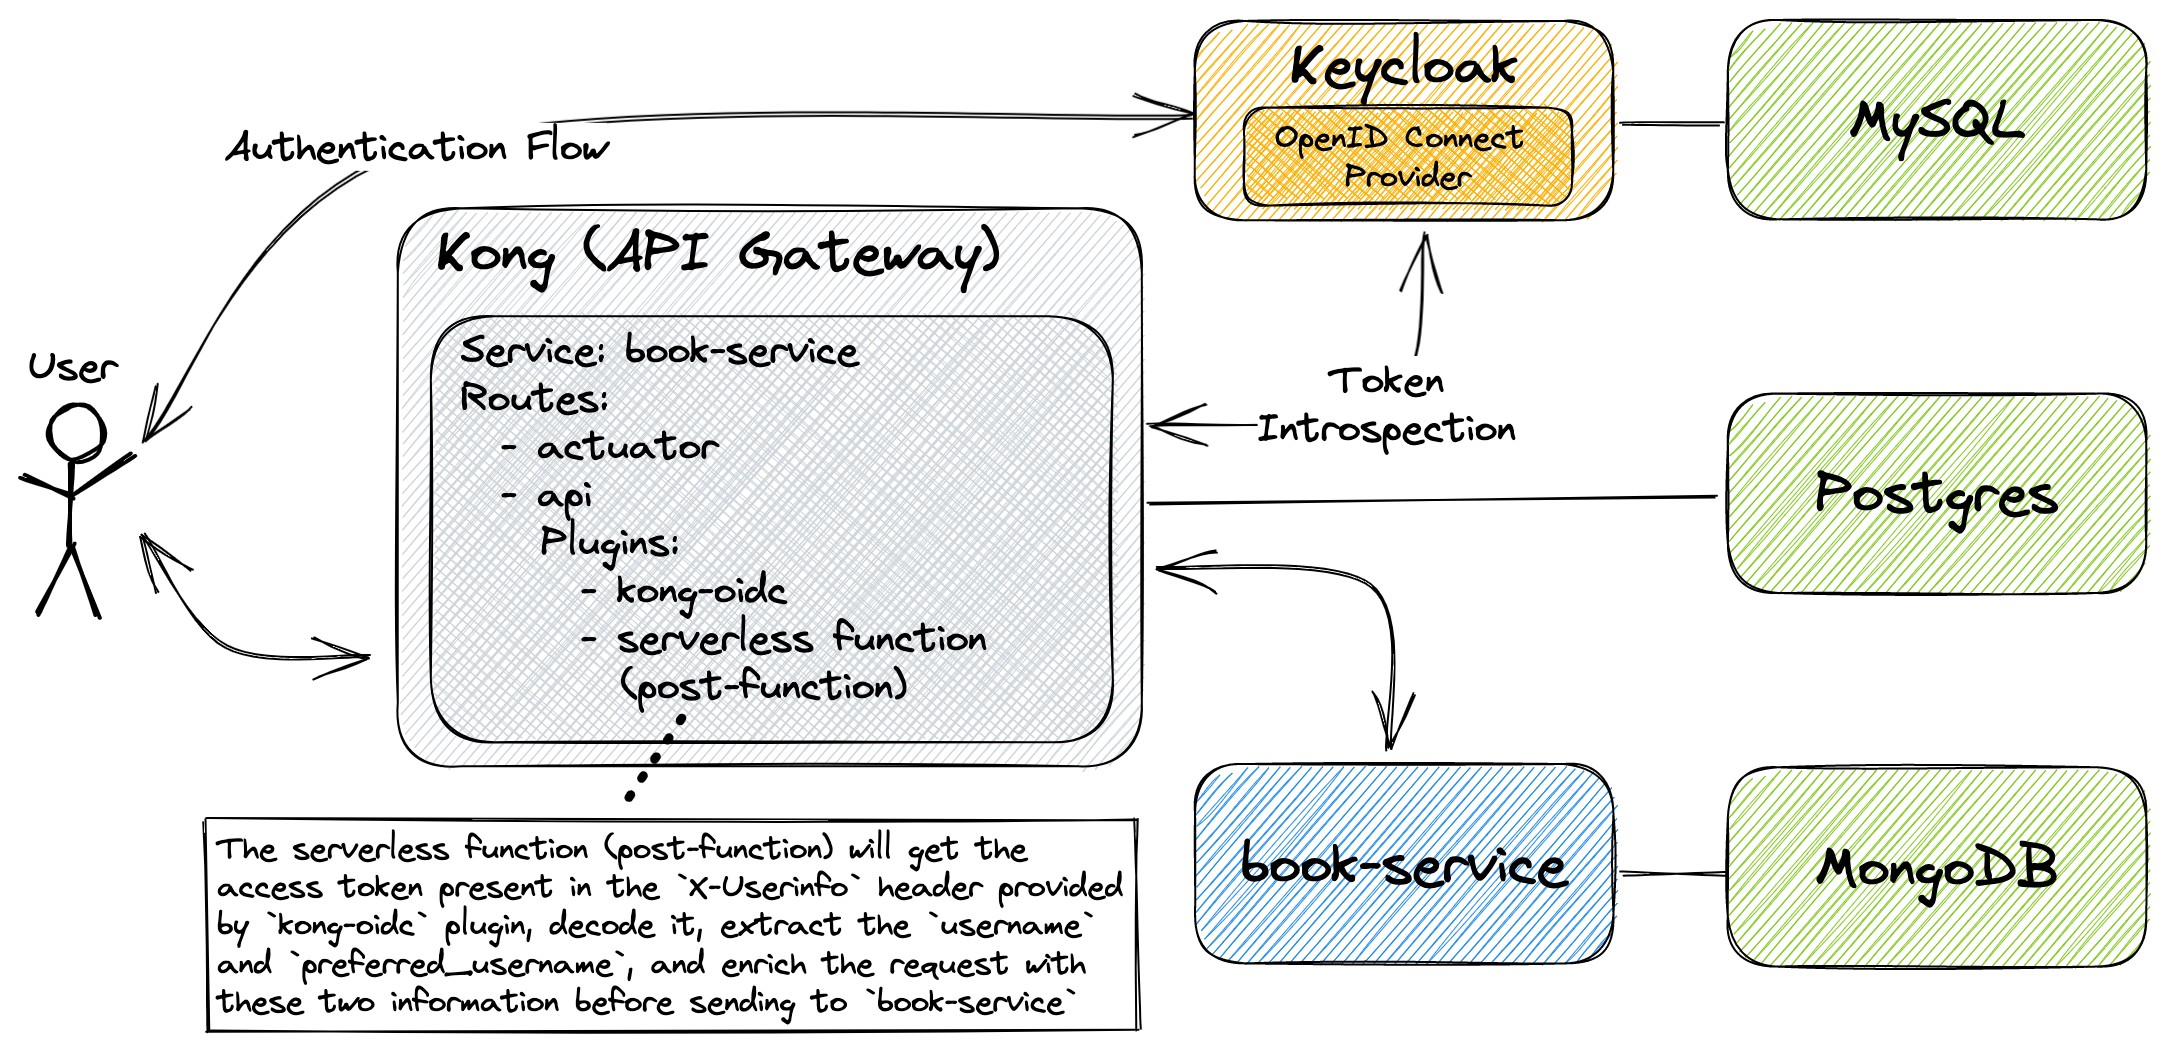 Keycloak
OpenID Connect
Provider
MySQL
Authentication Flow
Kong (API Gateway)
Service: book-service
Routes:
- actuator
- api
Plugins:
- kong-oidc
- serverless function
(post-function)
User
Token
Introspection
Postgres
book-service
MongoDB
The serverless function (post-function) will get the
access token present in the `X-Userinfo` header provided
by `kong-oidc` plugin, decode it, extract the `username`
and `preferred_username`, and enrich the request with
these two information before sending to `book-service`